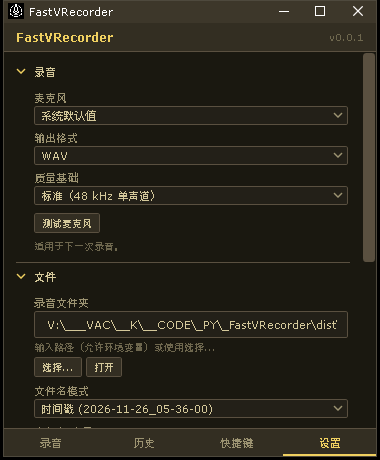 FastVRecorder
FastVRecorder
v0.0.1
录音
麦克风
系统默认值
输出格式
WAV
质量基础
标准（48 kHz 单声道）
测试麦克风
适用于下一次录音。
文件
录音文件夹
V:\___VAC\__K\__CODE\_PY\_FastVRecorder\dist\
输入路径（允许环境变量）或使用选择...
选择...
打开
文件名模式
时间戳 (2026-11-26_05-36-00)
录音
历史
快捷键
设置